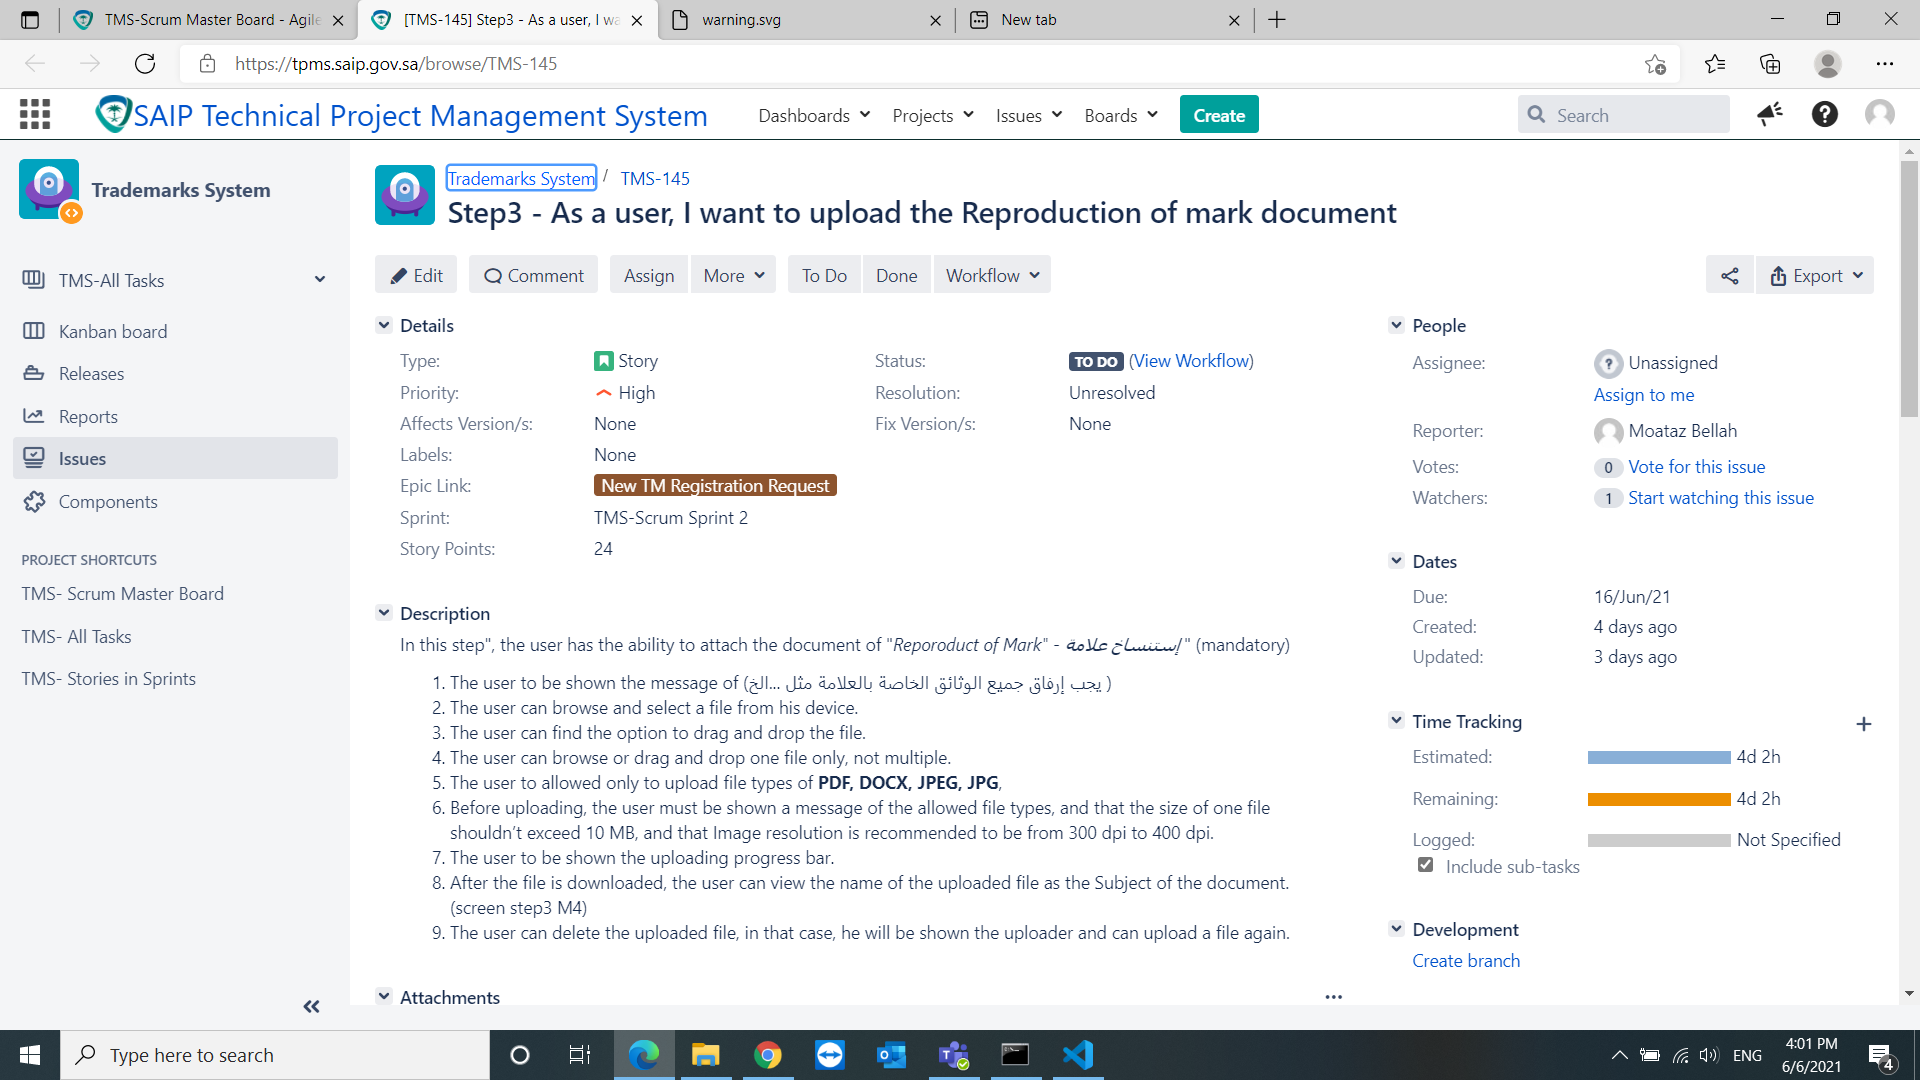 TMS-Scrum Master Board - Agile
[TMS-145] Step3 - As a user, I wa
warning.svg
New tab
https://tpms.saip.gov.sa/browse/TMS-145
SAIP Technical Project Management System
Dashboards
Projects
Issues
Boards
Create
Search
Trademarks System
TMS-All Tasks
Kanban board
Releases
Reports
Issues
Components
PROJECT SHORTCUTS
TMS- Scrum Master Board
TMS- All Tasks
TMS- Stories in Sprints
Trademarks System / TMS-145
Step3 - As a user, I want to upload the Reproduction of mark document
Edit
Comment
Assign
More
To Do
Done
Workflow
Export
Details
Type: Story
Status: TO DO (View Workflow)
Priority: High
Resolution: Unresolved
Affects Version/s: None
Fix Version/s: None
Labels: None
Epic Link: New TM Registration Request
Sprint: TMS-Scrum Sprint 2
Story Points: 24
Description
In this step", the user has the ability to attach the document of "Reporoduct of Mark" - إستنساخ علامة" (mandatory)
1. The user to be shown the message of (يجب إرفاق جميع الوثائق الخاصة بالعلامة مثل ...الخ )
2. The user can browse and select a file from his device.
3. The user can find the option to drag and drop the file.
4. The user can browse or drag and drop one file only, not multiple.
5. The user to allowed only to upload file types of PDF, DOCX, JPEG, JPG,
6. Before uploading, the user must be shown a message of the allowed file types, and that the size of one file
shouldn't exceed 10 MB, and that Image resolution is recommended to be from 300 dpi to 400 dpi.
7. The user to be shown the uploading progress bar.
8. After the file is downloaded, the user can view the name of the uploaded file as the Subject of the document.
(screen step3 M4)
9. The user can delete the uploaded file, in that case, he will be shown the uploader and can upload a file again.
Attachments
People
Assignee: Unassigned
Assign to me
Reporter: Moataz Bellah
Votes: 0 Vote for this issue
Watchers: 1 Start watching this issue
Dates
Due: 16/Jun/21
Created: 4 days ago
Updated: 3 days ago
Time Tracking
Estimated: 4d 2h
Remaining: 4d 2h
Logged: Not Specified
Include sub-tasks
Development
Create branch
Type here to search
ENG
4:01 PM
6/6/2021
4